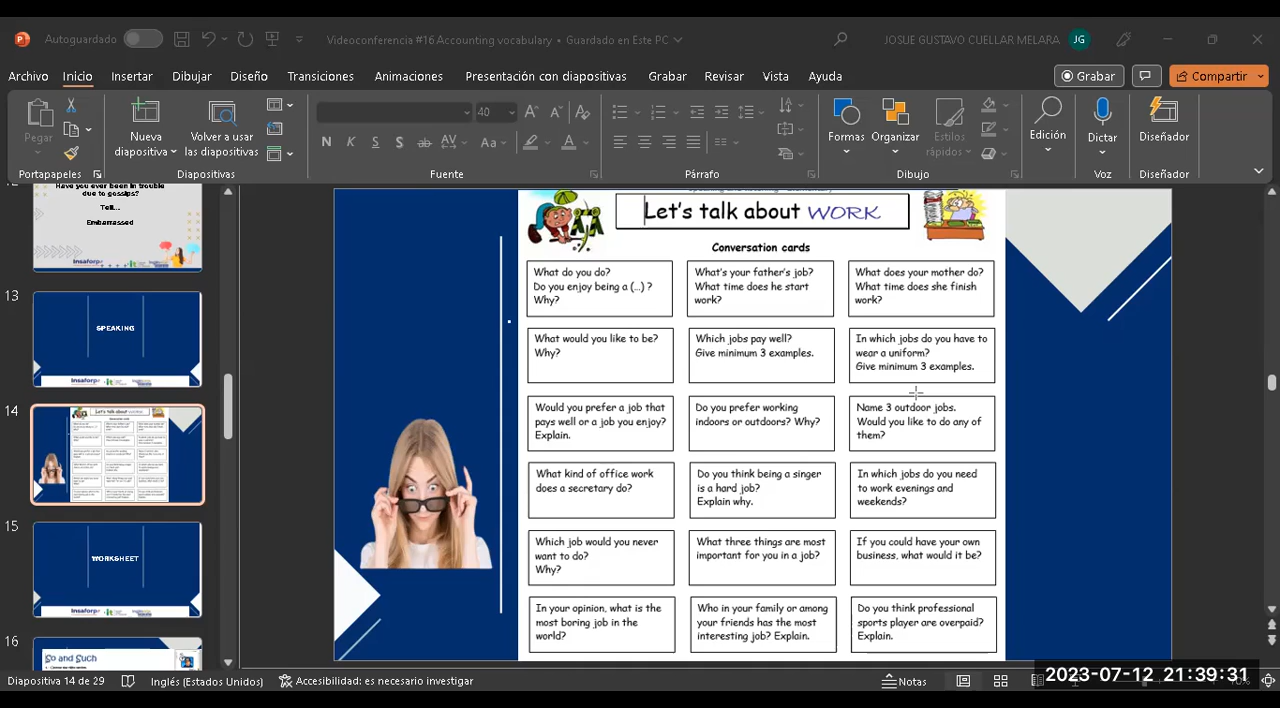 Autoguardado
Videoconferencia #16 Accounting vocabulary • Guardado en Este PC
JOSUE GUSTAVO CUELLAR MELARA
JG
Archivo Inicio Insertar Dibujar Diseño Transiciones Animaciones Presentación con diapositivas Grabar Revisar Vista Ayuda
Grabar
Compartir
Pegar
Nueva
diapositiva
Volver a usar
las diapositivas
40
N K S S ab AV Aa A
Formas
Organizar
Estilos
rápidos
Edición
Dictar
Diseñador
Portapapeles
Diapositivas
Fuente
Párrafo
Dibujo
Voz
Diseñador
Have you ever been in trouble
due to gossips?
Tell...
Embarrassed
Insaforp
13
SPEAKING
14
15
WORKSHEET
16
So and Such
Let's talk about WORK
Conversation cards
What do you do?
Do you enjoy being a (...) ?
Why?
What's your father's job?
What time does he start
work?
What does your mother do?
What time does she finish
work?
What would you like to be?
Why?
Which jobs pay well?
Give minimum 3 examples.
In which jobs do you have to
wear a uniform?
Give minimum 3 examples.
Would you prefer a job that
pays well or a job you enjoy?
Explain.
Do you prefer working
indoors or outdoors? Why?
Name 3 outdoor jobs.
Would you like to do any of
them?
What kind of office work
does a secretary do?
Do you think being a singer
is a hard job?
Explain why.
In which jobs do you need
to work evenings and
weekends?
Which job would you never
want to do?
Why?
What three things are most
important for you in a job?
If you could have your own
business, what would it be?
In your opinion, what is the
most boring job in the
world?
Who in your family or among
your friends has the most
interesting job? Explain.
Do you think professional
sports player are overpaid?
Explain.
Diapositiva 14 de 29
Inglés (Estados Unidos)
Accesibilidad: es necesario investigar
Notas
2023-07-12 21:39:31